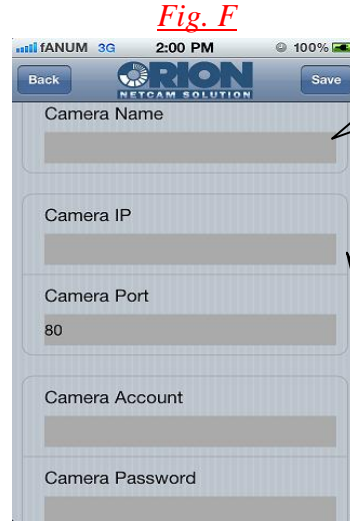 Fig. F
fANUM 3G 2:00 PM 100%
Back ORION Save
NETCAM SOLUTION
Camera Name
Camera IP
Camera Port
80
Camera Account
Camera Password